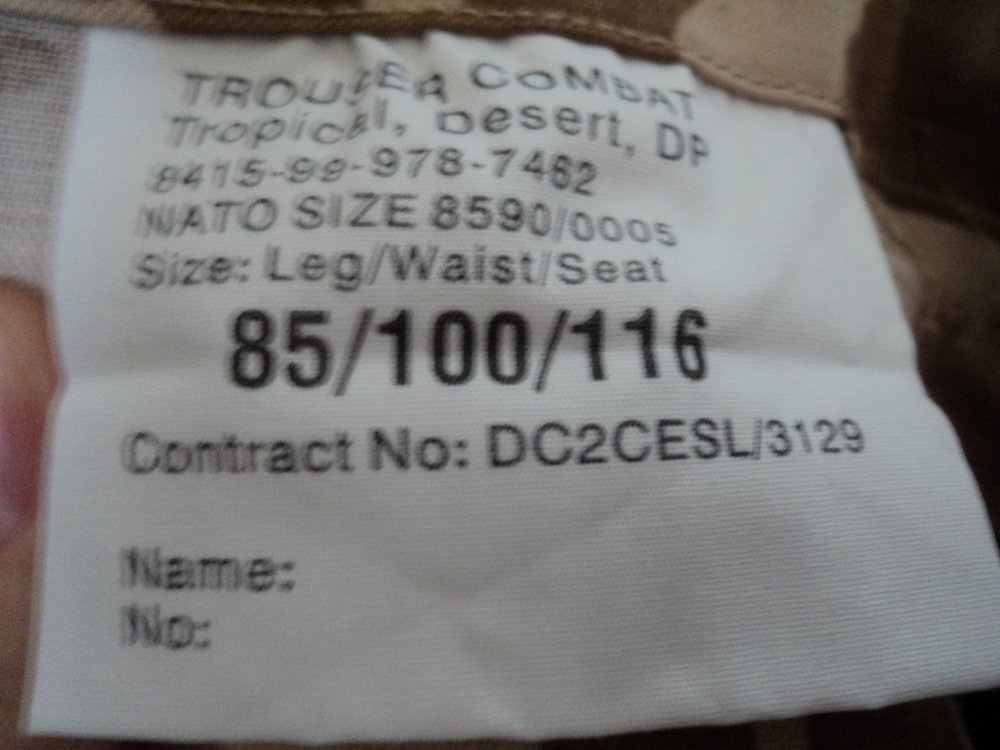 TROUSER COMBAT
Tropical, Desert, DP
8415-99-978-7462
NATO SIZE 8590/0005
Size: Leg/Waist/Seat
85/100/116
Contract No: DC2CESL/3129
Name:
No: